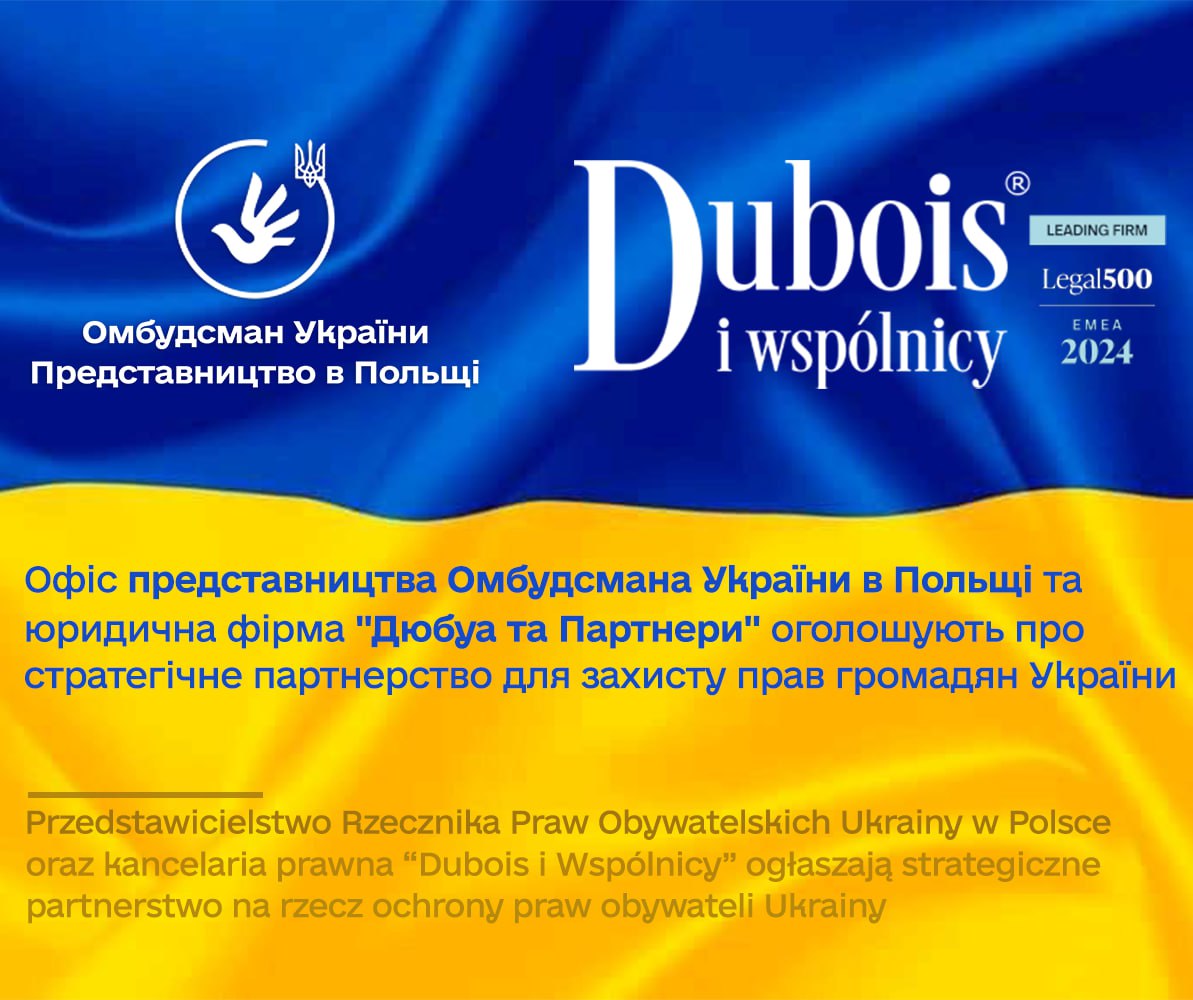 Омбудсман України
Представництво в Польщі
Dubois®
i wspólnicy
LEADING FIRM
Legal500
EMEA
2024
Офіс представництва Омбудсмана України в Польщі та
юридична фірма "Дюбуа та Партнери" оголошують про
стратегічне партнерство для захисту прав громадян України
Przedstawicielstwo Rzecznika Praw Obywatelskich Ukrainy w Polsce
oraz kancelaria prawna “Dubois i Wspólnicy” ogłaszają strategiczne
partnerstwo na rzecz ochrony praw obywateli Ukrainy